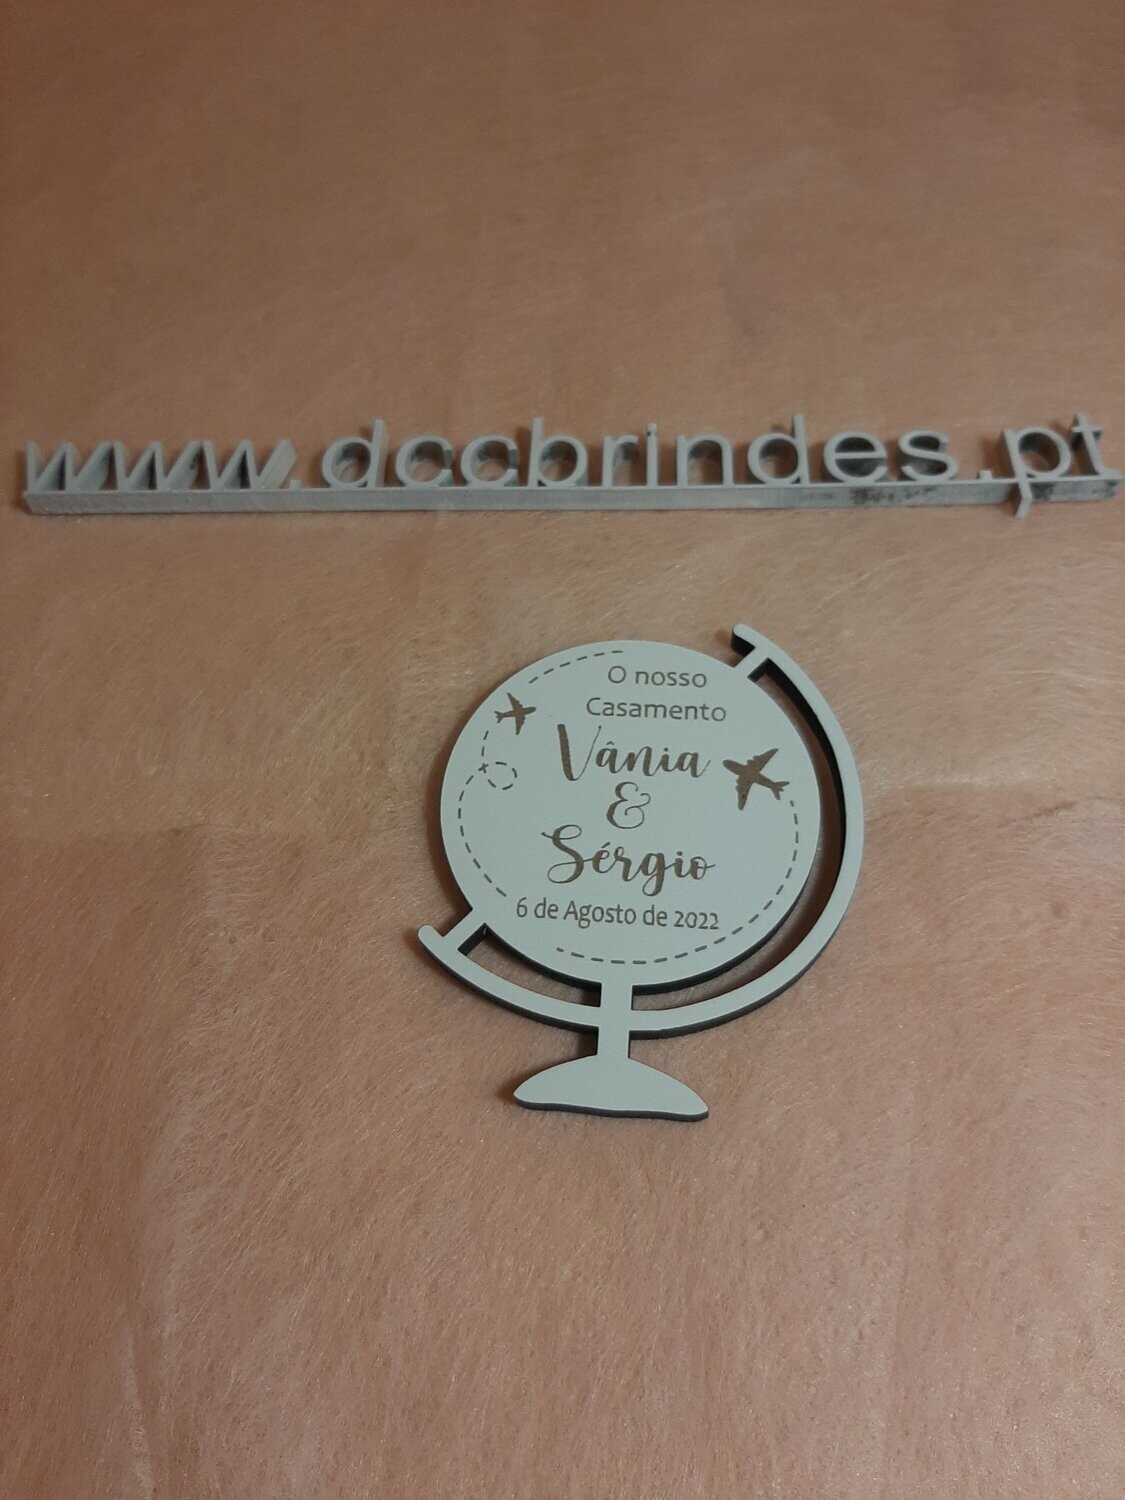 www.dccbrindes.pt
O nosso
Casamento
Vânia
&
Sérgio
6 de Agosto de 2022